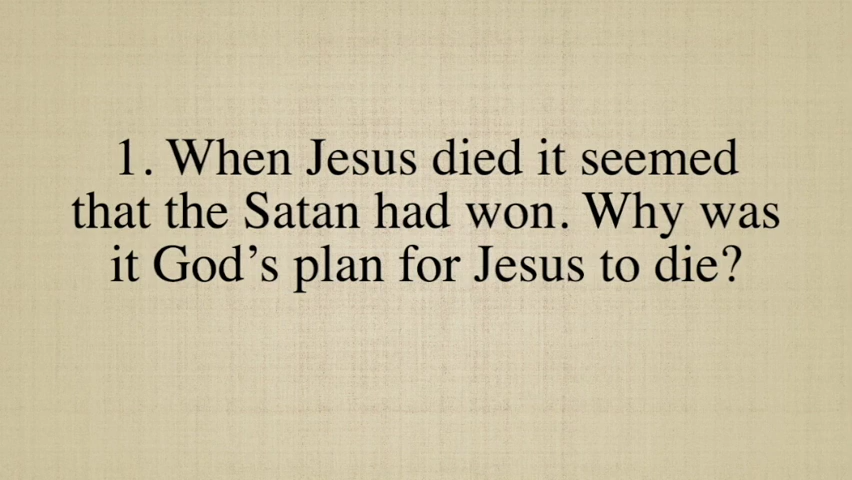 1. When Jesus died it seemed
that the Satan had won. Why was
it God’s plan for Jesus to die?